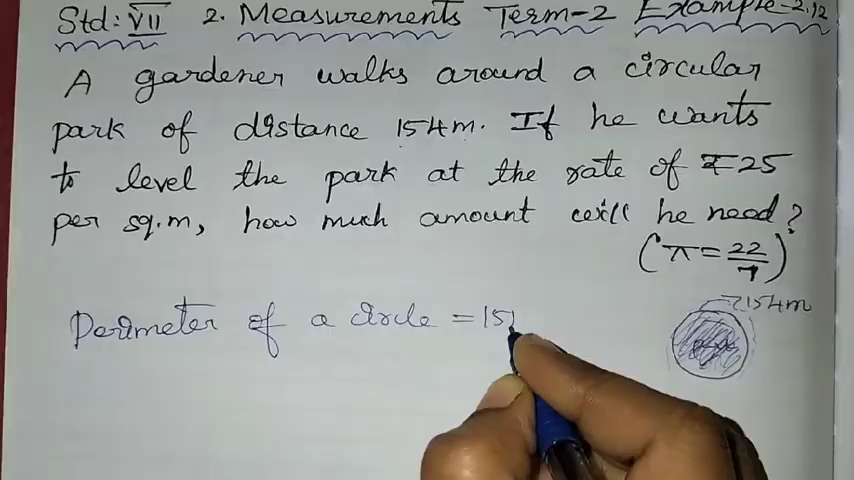 Std: VII 2. Measurements Term-2 Example-2.12
A gardener walks around a circular
park of distance 154m. If he wants
to level the park at the rate of ₹25
per sq.m, how much amount will he need?
(π = 22/7)
154m
Perimeter of a circle = 15